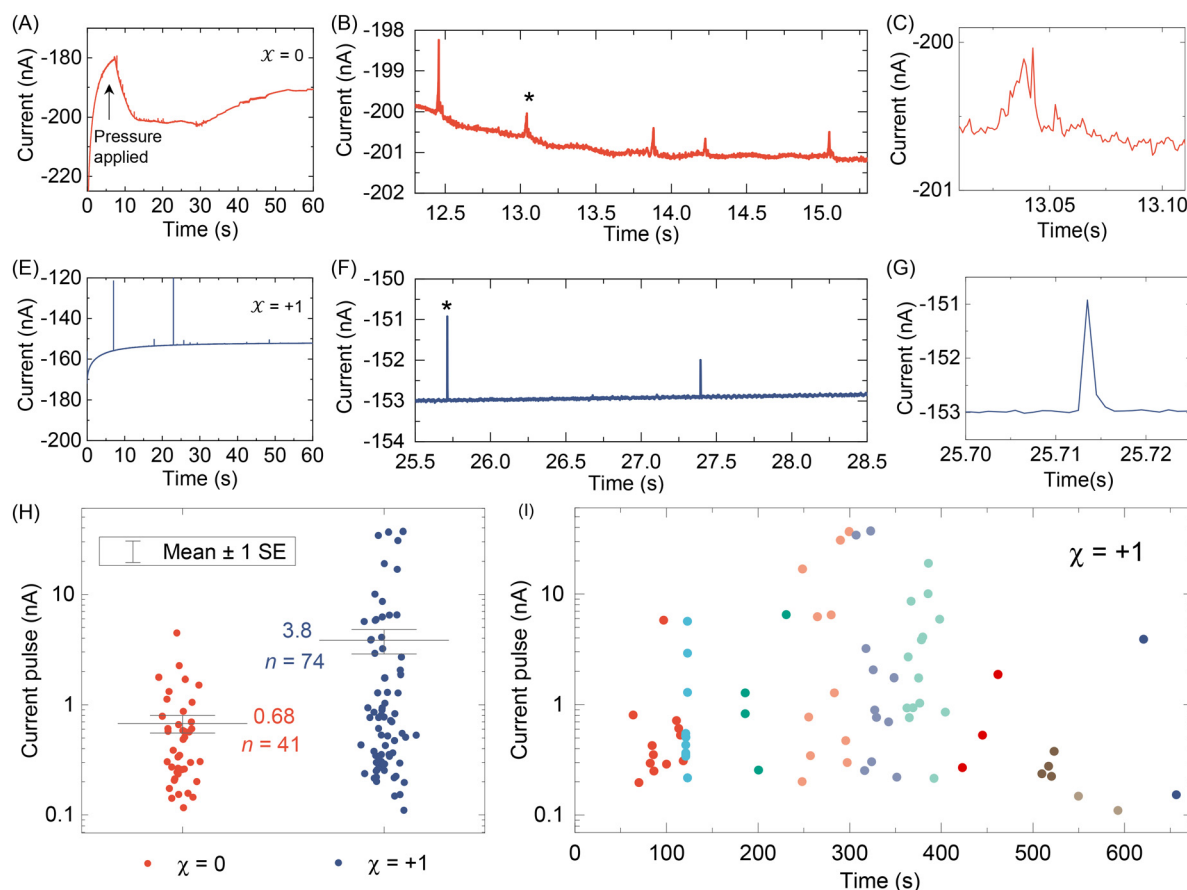 (A)
Current (nA)
-180
-200
-220
𝜒 = 0
Pressure
applied
0 10 20 30 40 50 60
Time (s)
(B)
Current (nA)
-198
-199
-200
-201
-202
*
12.5 13.0 13.5 14.0 14.5 15.0
Time (s)
(C)
Current (nA)
-200
-201
13.05 13.10
Time(s)
(E)
Current (nA)
-120
-140
-160
-180
-200
𝜒 = +1
0 10 20 30 40 50 60
Time (s)
(F)
Current (nA)
-150
-151
-152
-153
-154
*
25.5 26.0 26.5 27.0 27.5 28.0 28.5
Time (s)
(G)
Current (nA)
-151
-152
-153
25.70 25.71 25.72
Time(s)
(H)
Current pulse (nA)
10
1
0.1
Mean ± 1 SE
3.8
n = 74
0.68
n = 41
χ = 0
χ = +1
(I)
Current pulse (nA)
10
1
0.1
χ = +1
0 100 200 300 400 500 600
Time (s)